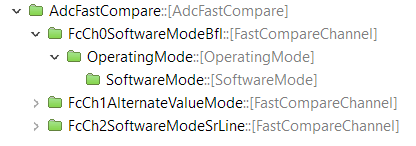 AdcFastCompare::[AdcFastCompare]
FcCh0SoftwareModeBfl::[FastCompareChannel]
OperatingMode::[OperatingMode]
SoftwareMode::[SoftwareMode]
FcCh1AlternateValueMode::[FastCompareChannel]
FcCh2SoftwareModeSrLine::[FastCompareChannel]